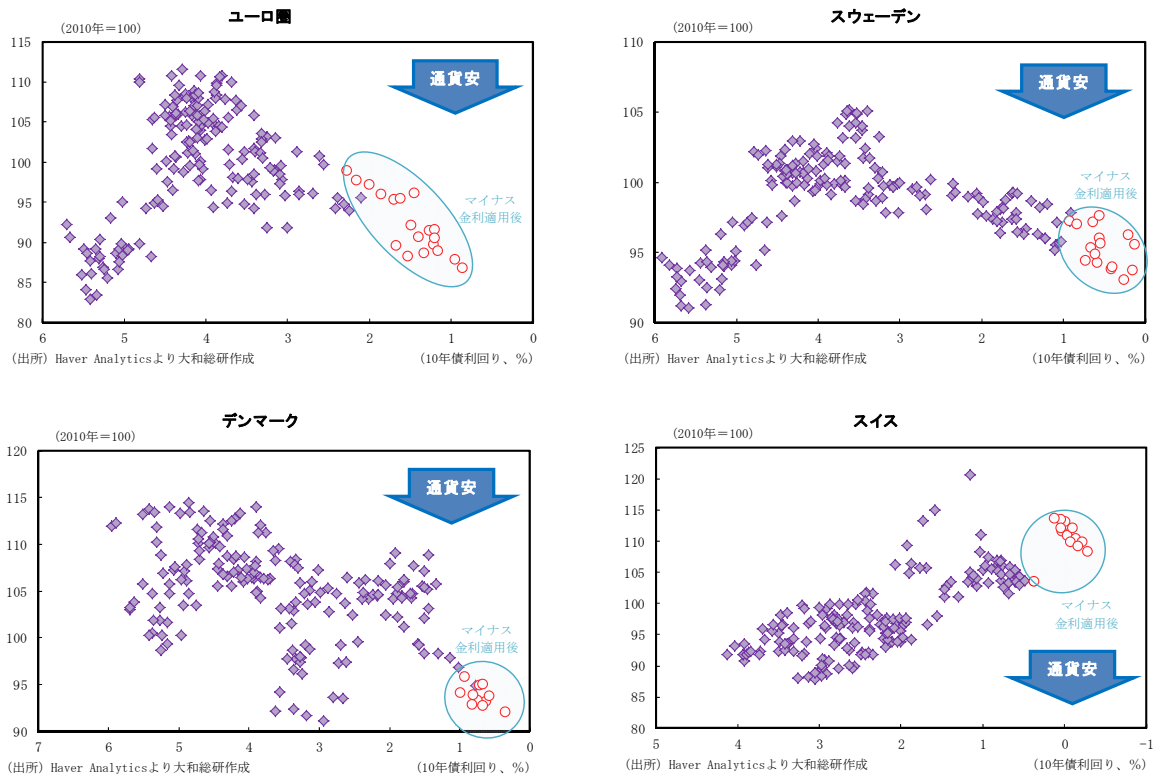 ユーロ圏
(2010年＝100)
115
110
105
100
95
90
85
80
通貨安
マイナス
金利適用後
6 5 4 3 2 1 0
(出所) Haver Analyticsより大和総研作成
(10年債利回り、%)
スウェーデン
(2010年＝100)
110
105
100
95
90
通貨安
マイナス
金利適用後
6 5 4 3 2 1 0
(出所) Haver Analyticsより大和総研作成
(10年債利回り、%)
デンマーク
(2010年＝100)
120
115
110
105
100
95
90
通貨安
マイナス
金利適用後
7 6 5 4 3 2 1 0
(出所) Haver Analyticsより大和総研作成
(10年債利回り、%)
スイス
(2010年＝100)
125
120
115
110
105
100
95
90
85
80
マイナス
金利適用後
通貨安
5 4 3 2 1 0 -1
(出所) Haver Analyticsより大和総研作成
(10年債利回り、%)